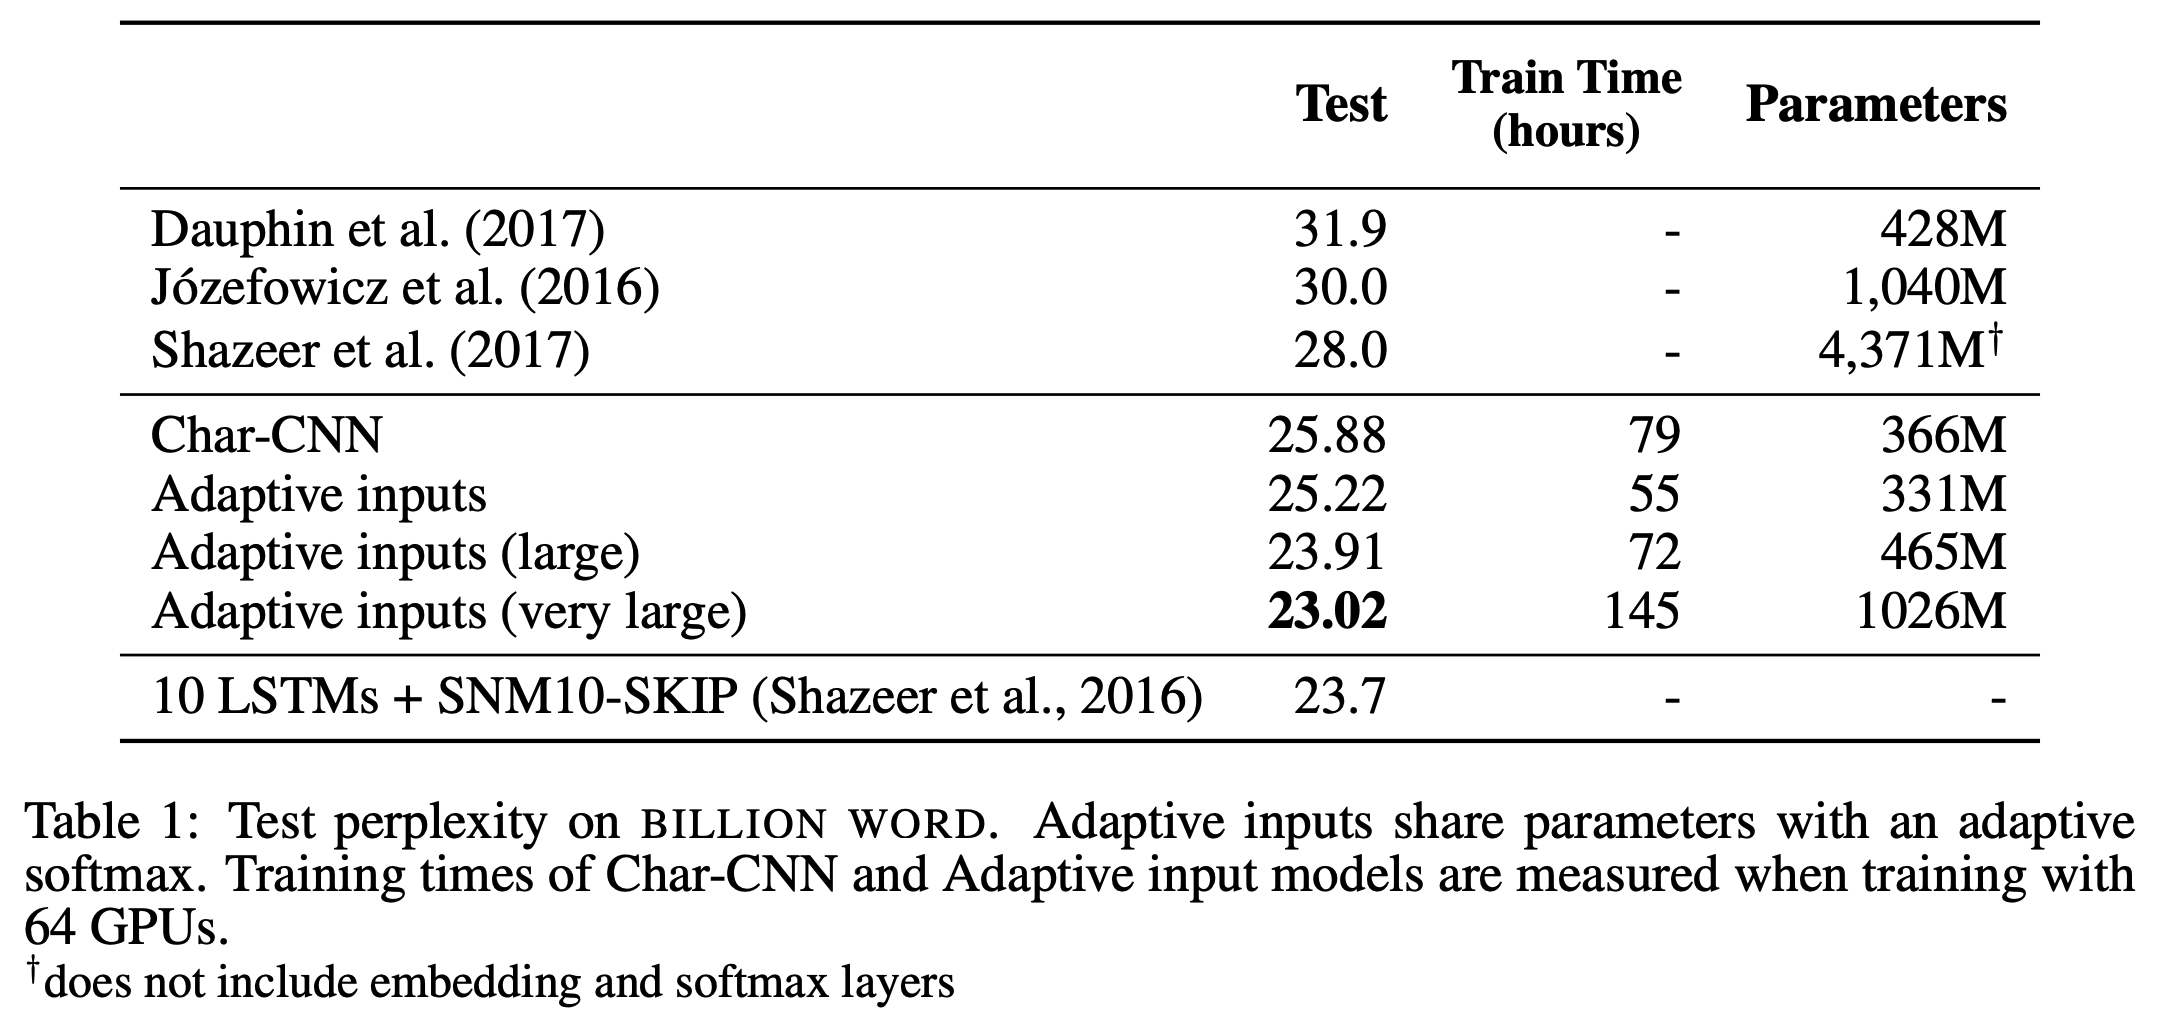 Test Train Time (hours) Parameters
Dauphin et al. (2017) 31.9 - 428M
Józefowicz et al. (2016) 30.0 - 1,040M
Shazeer et al. (2017) 28.0 - 4,371M†
Char-CNN 25.88 79 366M
Adaptive inputs 25.22 55 331M
Adaptive inputs (large) 23.91 72 465M
Adaptive inputs (very large) 23.02 145 1026M
10 LSTMs + SNM10-SKIP (Shazeer et al., 2016) 23.7 - -
Table 1: Test perplexity on BILLION WORD. Adaptive inputs share parameters with an adaptive
softmax. Training times of Char-CNN and Adaptive input models are measured when training with
64 GPUs.
†does not include embedding and softmax layers